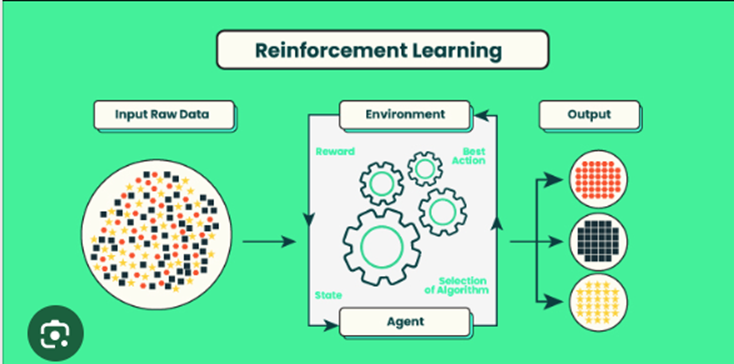 Reinforcement Learning
Input Raw Data
Environment
Output
Reward
Best
Action
State
Selection
of Algorithm
Agent